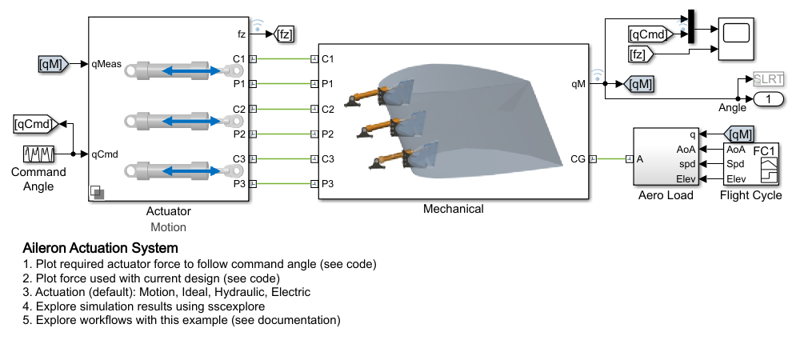 fz
[fz]
[qCmd]
[fz]
[qM]
qMeas
C1
C1
P1
P1
qM
[qM]
SLRT
Angle
1
C2
C2
P2
P2
[qCmd]
qCmd
C3
C3
P3
P3
Command
Angle
CG
A
q
AoA
spd
Elev
[qM]
AoA
Spd
Elev
FC1
Actuator
Motion
Mechanical
Aero Load
Flight Cycle
Aileron Actuation System
1. Plot required actuator force to follow command angle (see code)
2. Plot force used with current design (see code)
3. Actuation (default): Motion, Ideal, Hydraulic, Electric
4. Explore simulation results using sscexplore
5. Explore workflows with this example (see documentation)